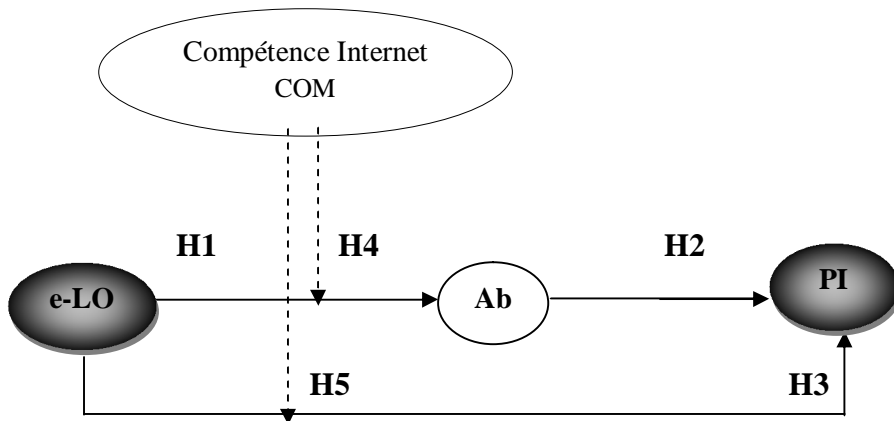 Compétence Internet
COM
H1
H4
H2
e-LO
Ab
PI
H5
H3